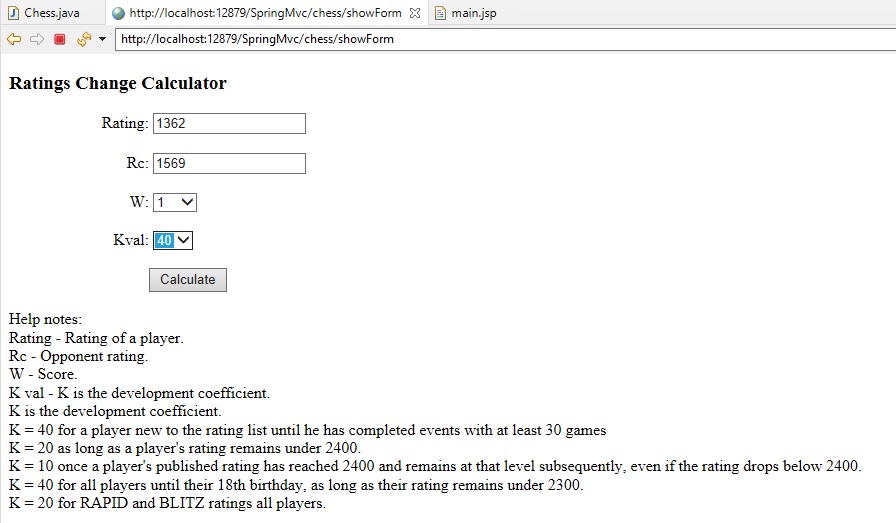 Chess.java http://localhost:12879/SpringMvc/chess/showForm main.jsp
http://localhost:12879/SpringMvc/chess/showForm
Ratings Change Calculator
Rating: 1362
Rc: 1569
W: 1
Kval: 40
Calculate
Help notes:
Rating - Rating of a player.
Rc - Opponent rating.
W - Score.
K val - K is the development coefficient.
K is the development coefficient.
K = 40 for a player new to the rating list until he has completed events with at least 30 games
K = 20 as long as a player's rating remains under 2400.
K = 10 once a player's published rating has reached 2400 and remains at that level subsequently, even if the rating drops below 2400.
K = 40 for all players until their 18th birthday, as long as their rating remains under 2300.
K = 20 for RAPID and BLITZ ratings all players.